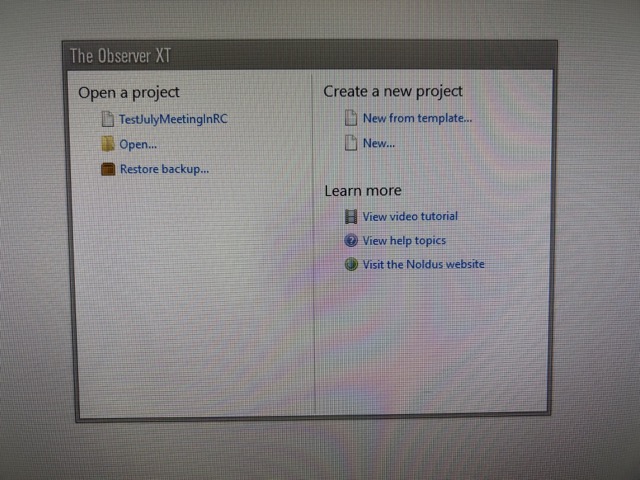 The Observer XT
Open a project
TestJulyMeetingInRC
Open...
Restore backup...
Create a new project
New from template...
New...
Learn more
View video tutorial
View help topics
Visit the Noldus website